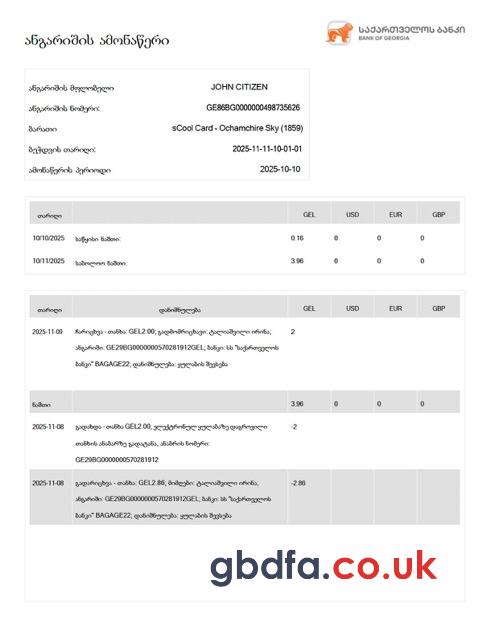 ანგარიშის ამონაწერი
საქართველოს ბანკი
BANK OF GEORGIA
ანგარიშის მფლობელი JOHN CITIZEN
ანგარიშის ნომერი: GE86BG0000000498735626
ბარათი sCool Card - Ochamchire Sky (1859)
ბეჭდვის თარიღი: 2025-11-11-10-01-01
ამონაწერის პერიოდი 2025-10-10
თარიღი GEL USD EUR GBP
10/10/2025 საწყისი ნაშთი: 0.16 0 0 0
10/11/2025 საბოლოო ნაშთი: 3.96 0 0 0
თარიღი დანიშნულება GEL USD EUR GBP
2025-11-09 ჩარიცხვა - თანხა: GEL2.00; გადმომრიცხავი: ტალიაშვილი ირინა; 2
ანგარიში: GE29BG0000000570281912GEL; ბანკი: სს "საქართველოს
ბანკი" BAGAGE22; დანიშნულება: ყულაბის შევსება
ნაშთი 3.96 0 0 0
2025-11-08 გადახდა - თანხა GEL2.00; ელექტრონულ ყულაბაზე დაგროვილი -2
თანხის ანაბარზე გადატანა, ანაბრის ნომერი:
GE29BG0000000570281912
2025-11-08 გადარიცხვა - თანხა: GEL2.86; მიმღები: ტალიაშვილი ირინა; -2.86
ანგარიში: GE29BG0000000570281912GEL; ბანკი: სს "საქართველოს
ბანკი" BAGAGE22; დანიშნულება: ყულაბის შევსება
gbdfa.co.uk